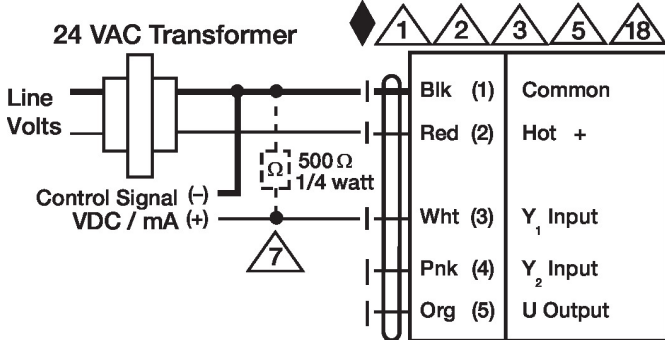 1 2 3 5 18
24 VAC Transformer
Line
Volts
Blk (1) Common
Red (2) Hot +
Ω 500 Ω
1/4 watt
Control Signal (-)
VDC / mA (+)
Wht (3) Y1 Input
7
Pnk (4) Y2 Input
Org (5) U Output